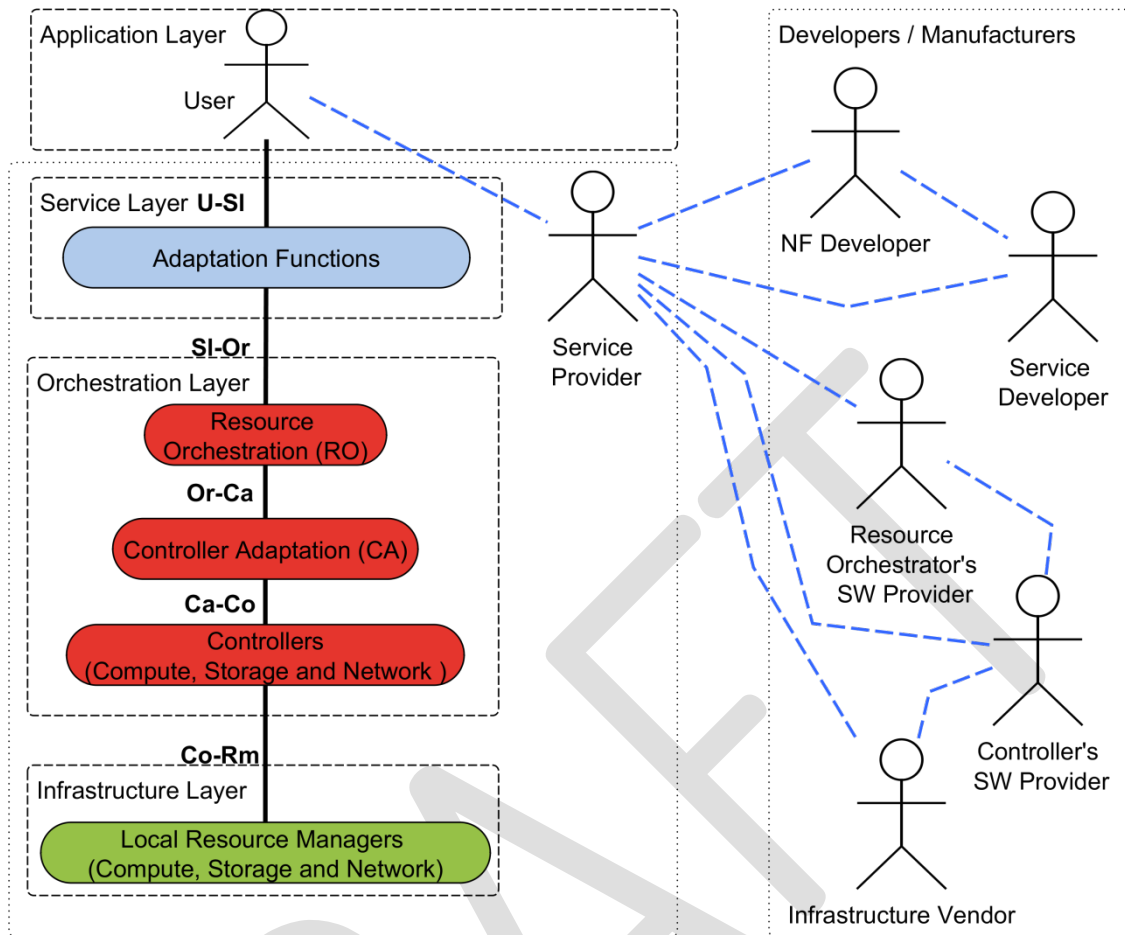 Application Layer
User
Service Layer U-Sl
Adaptation Functions
Sl-Or
Orchestration Layer
Resource
Orchestration (RO)
Or-Ca
Controller Adaptation (CA)
Ca-Co
Controllers
(Compute, Storage and Network )
Co-Rm
Infrastructure Layer
Local Resource Managers
(Compute, Storage and Network)
Service
Provider
Developers / Manufacturers
NF Developer
Service
Developer
Resource
Orchestrator's
SW Provider
Controller's
SW Provider
Infrastructure Vendor
DRAFT